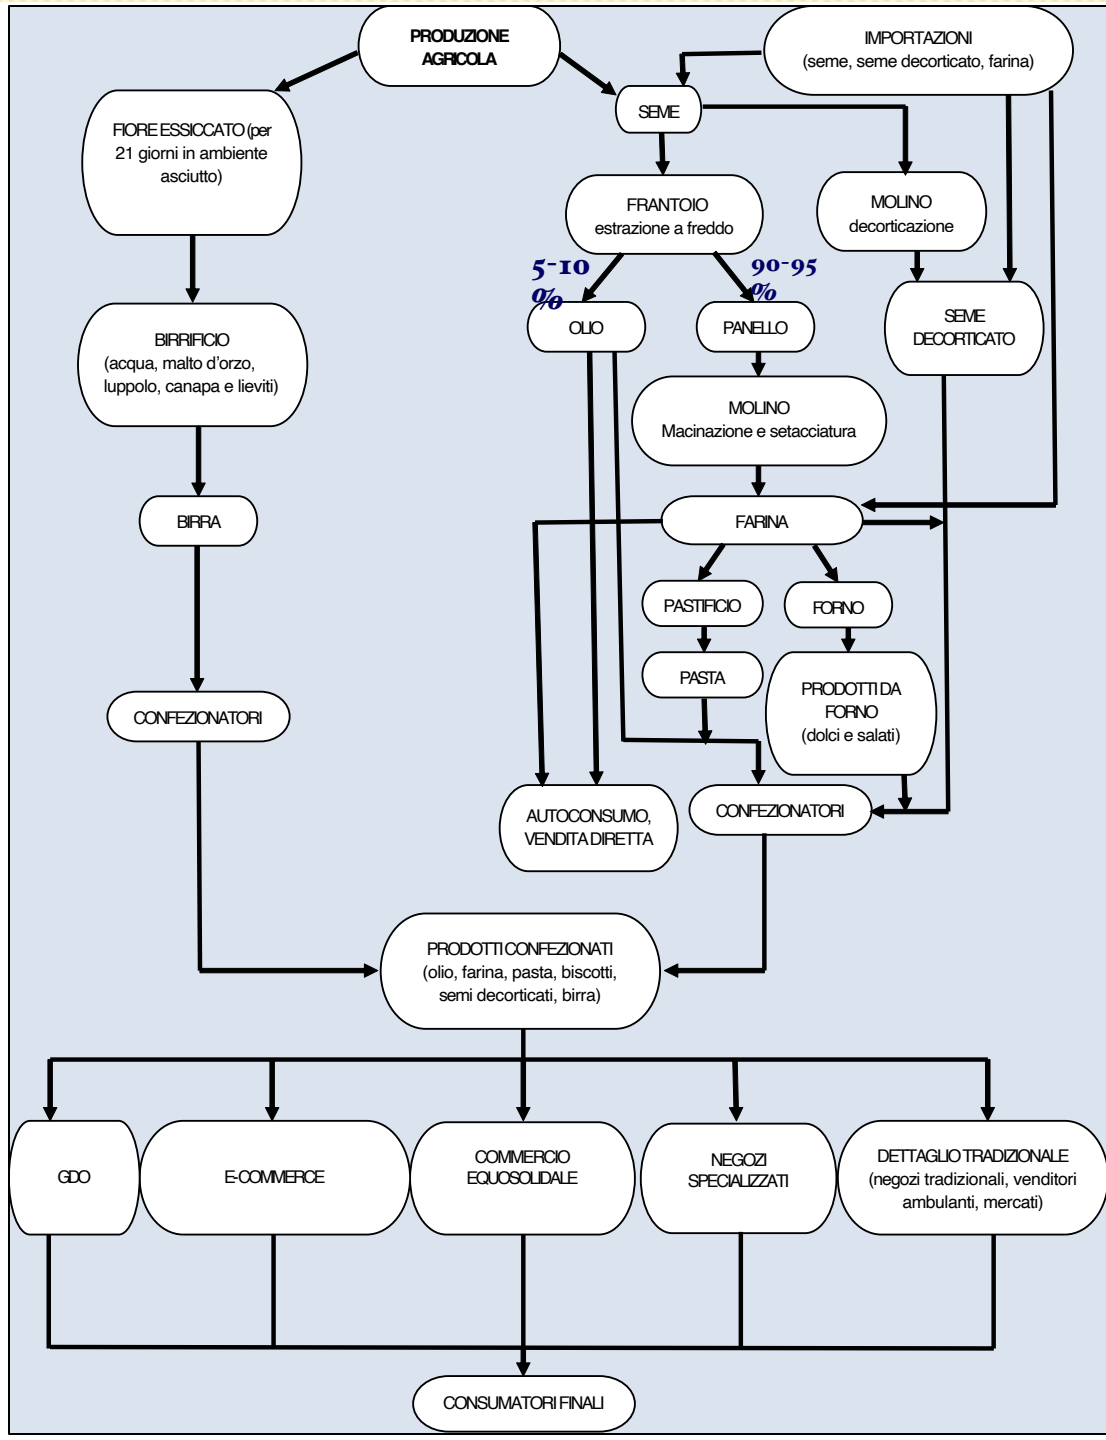 PRODUZIONE
AGRICOLA
IMPORTAZIONI
(seme, seme decorticato, farina)
SEME
FIORE ESSICCATO (per
21 giorni in ambiente
asciutto)
FRANTOIO
estrazione a freddo
MOLINO
decorticazione
5-10
%
90-95
%
OLIO
PANELLO
SEME
DECORTICATO
BIRRIFICIO
(acqua, malto d'orzo,
luppolo, canapa e lieviti)
MOLINO
Macinazione e setacciatura
BIRRA
FARINA
PASTIFICIO
FORNO
PASTA
PRODOTTI DA
FORNO
(dolci e salati)
CONFEZIONATORI
AUTOCONSUMO,
VENDITA DIRETTA
CONFEZIONATORI
PRODOTTI CONFEZIONATI
(olio, farina, pasta, biscotti,
semi decorticati, birra)
GDO
E-COMMERCE
COMMERCIO
EQUOSOLIDALE
NEGOZI
SPECIALIZZATI
DETTAGLIO TRADIZIONALE
(negozi tradizionali, venditori
ambulanti, mercati)
CONSUMATORI FINALI